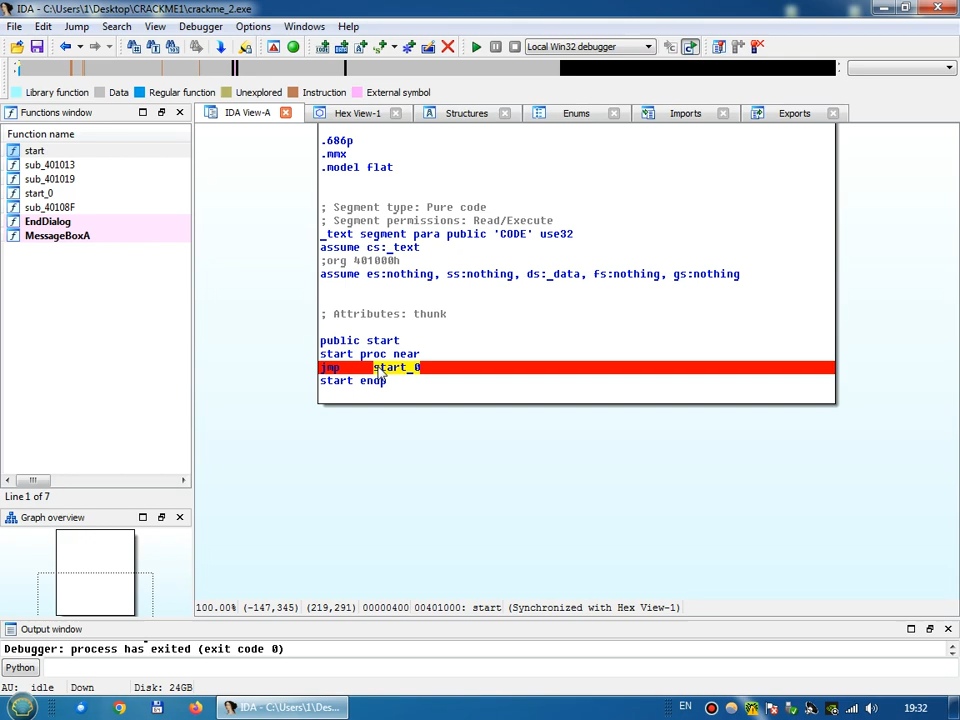 IDA - C:\Users\1\Desktop\CRACKME1\crackme_2.exe
File Edit Jump Search View Debugger Options Windows Help
Local Win32 debugger
Library function Data Regular function Unexplored Instruction External symbol
Functions window
IDA View-A Hex View-1 Structures Enums Imports Exports
Function name
start
sub_401013
sub_401019
start_0
sub_40108F
EndDialog
MessageBoxA
Line 1 of 7
Graph overview
.686p
.mmx
.model flat
; Segment type: Pure code
; Segment permissions: Read/Execute
_text segment para public 'CODE' use32
assume cs:_text
;org 401000h
assume es:nothing, ss:nothing, ds:_data, fs:nothing, gs:nothing
; Attributes: thunk
public start
start proc near
jmp start_0
start endp
100.00% (-147,345) (219,291) 00000400 00401000: start (Synchronized with Hex View-1)
Output window
Debugger: process has exited (exit code 0)
Python
AU: idle Down Disk: 24GB
IDA - C:\Users\1\Des...
EN
19:32